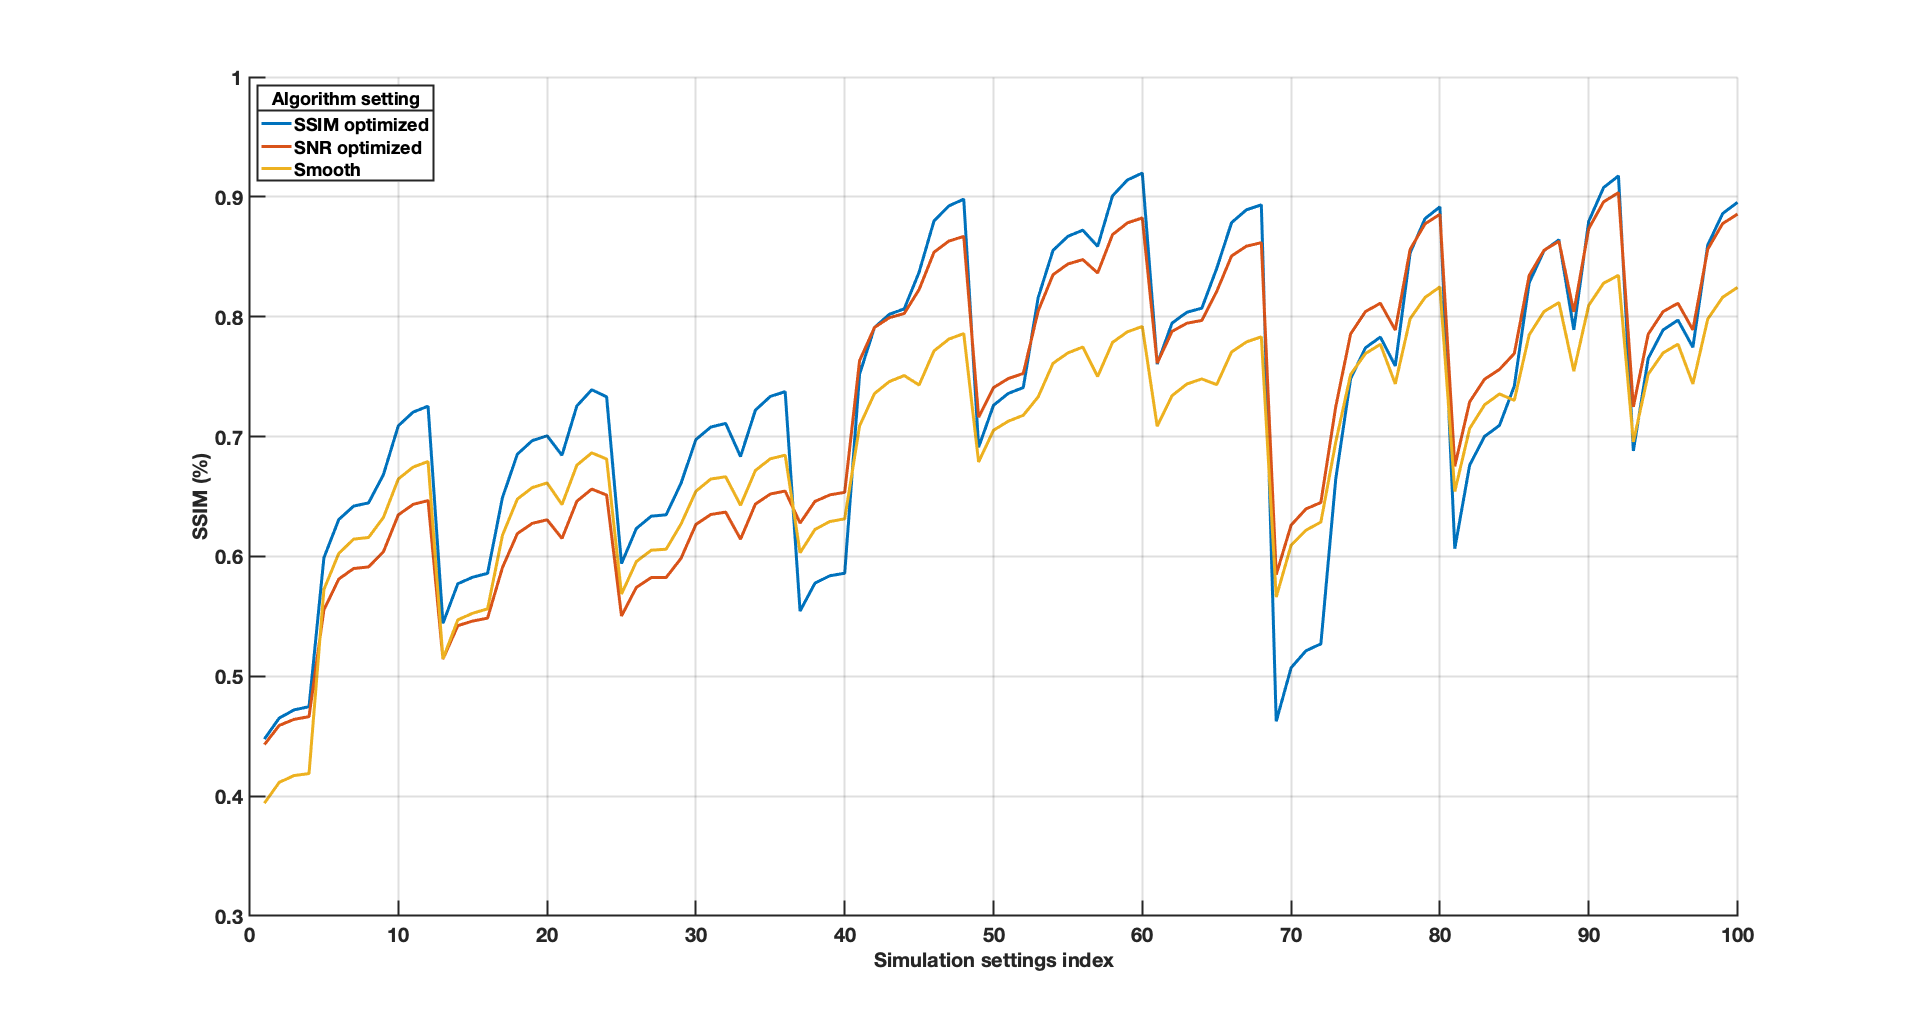 Algorithm setting
SSIM optimized
SNR optimized
Smooth
1
0.9
0.8
0.7
0.6
0.5
0.4
0.3
SSIM (%)
0 10 20 30 40 50 60 70 80 90 100
Simulation settings index